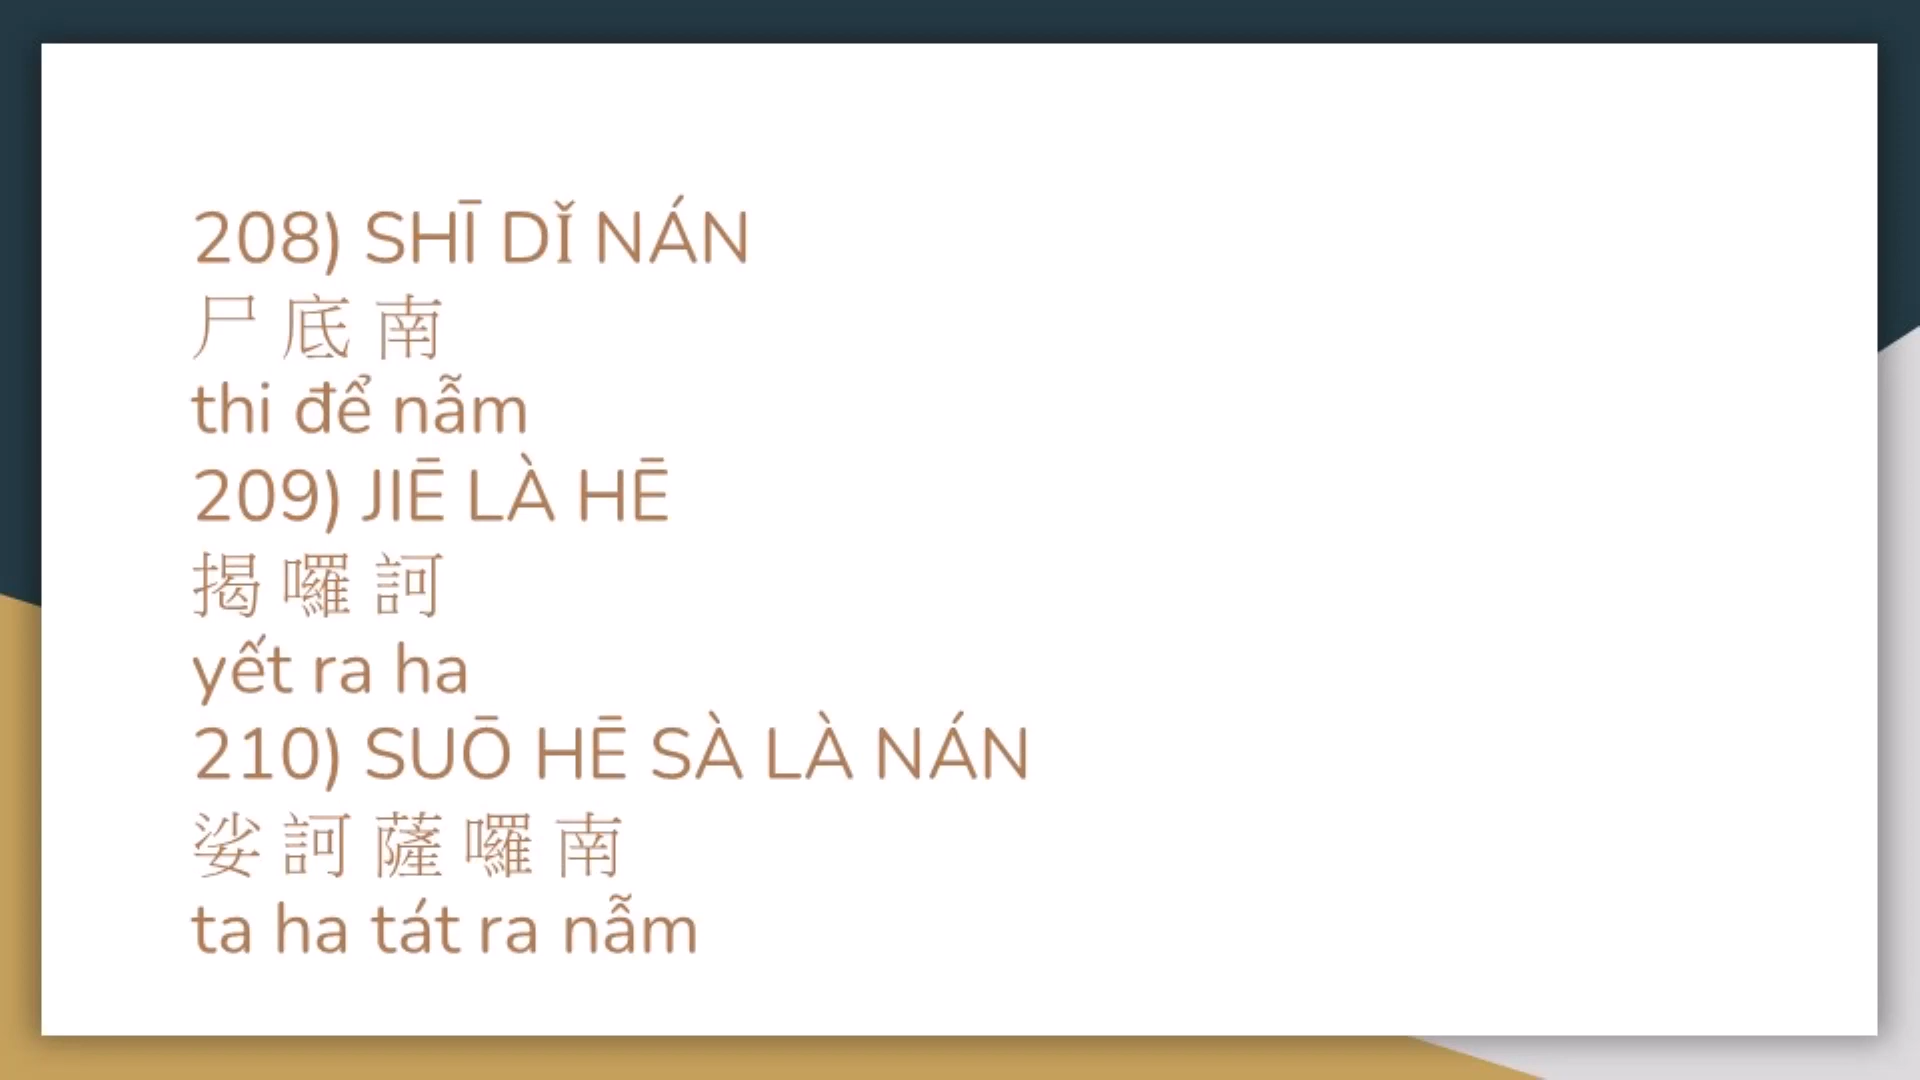 208) SHĪ DǏ NÁN
尸 底 南
thi để nẫm
209) JIĒ LÀ HĒ
揭 囉 訶
yết ra ha
210) SUŌ HĒ SÀ LÀ NÁN
娑 訶 薩 囉 南
ta ha tát ra nẫm